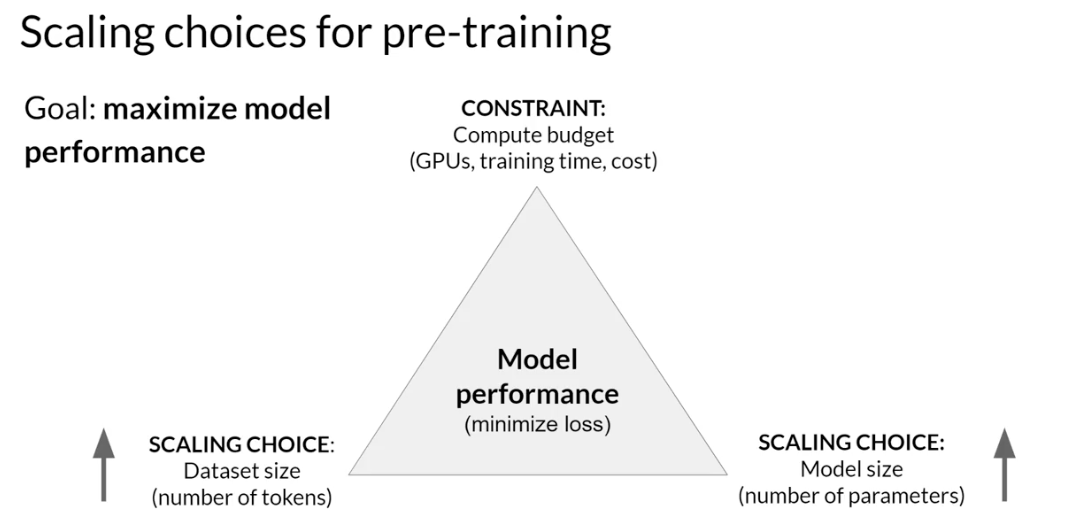 Scaling choices for pre-training
Goal: maximize model
performance
CONSTRAINT:
Compute budget
(GPUs, training time, cost)
Model
performance
(minimize loss)
SCALING CHOICE:
Dataset size
(number of tokens)
SCALING CHOICE:
Model size
(number of parameters)